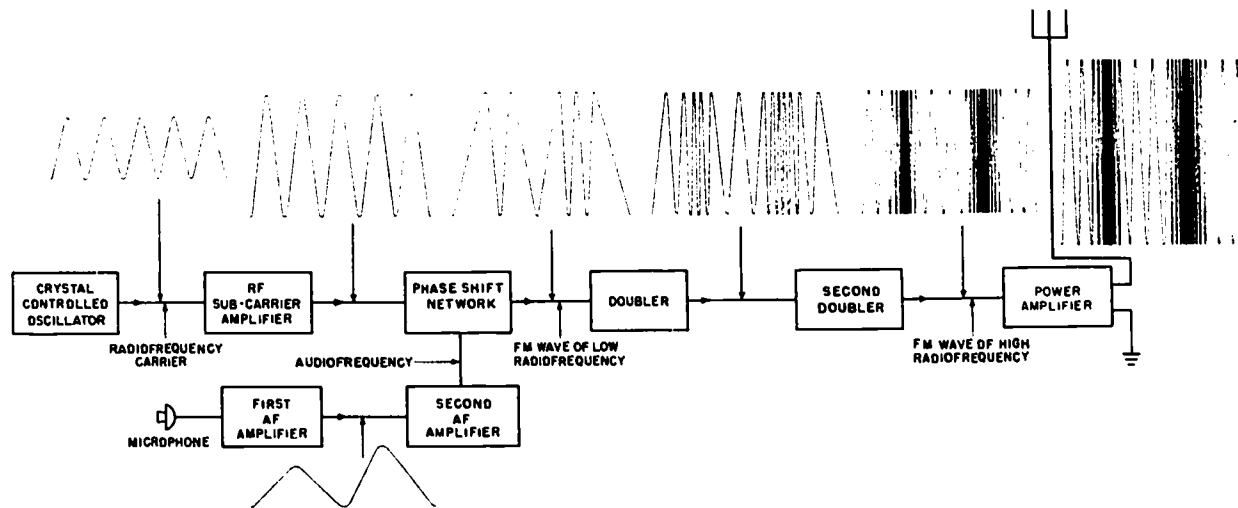 CRYSTAL
CONTROLLED
OSCILLATOR
RF
SUB-CARRIER
AMPLIFIER
PHASE SHIFT
NETWORK
DOUBLER
SECOND
DOUBLER
POWER
AMPLIFIER
RADIOFREQUENCY
CARRIER
AUDIOFREQUENCY
FM WAVE OF LOW
RADIOFREQUENCY
FM WAVE OF HIGH
RADIOFREQUENCY
MICROPHONE
FIRST
AF
AMPLIFIER
SECOND
AF
AMPLIFIER